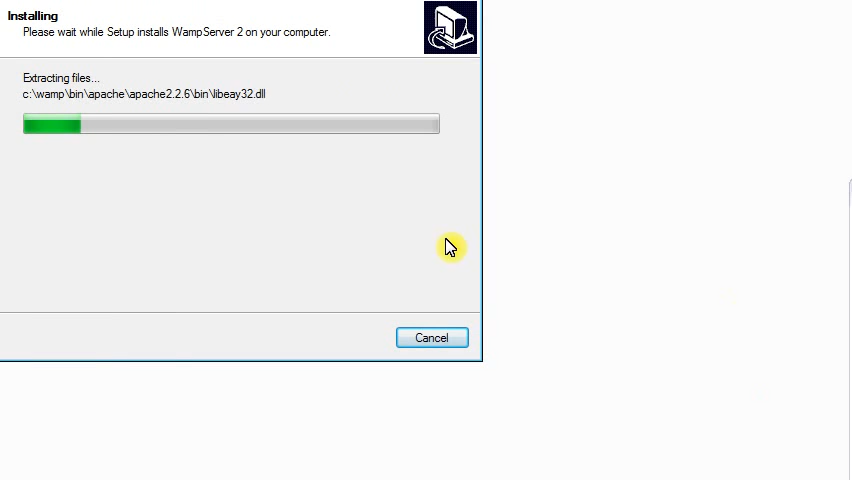 Installing
Please wait while Setup installs WampServer 2 on your computer.
Extracting files...
c:\wamp\bin\apache\apache2.2.6\bin\libeay32.dll
Cancel